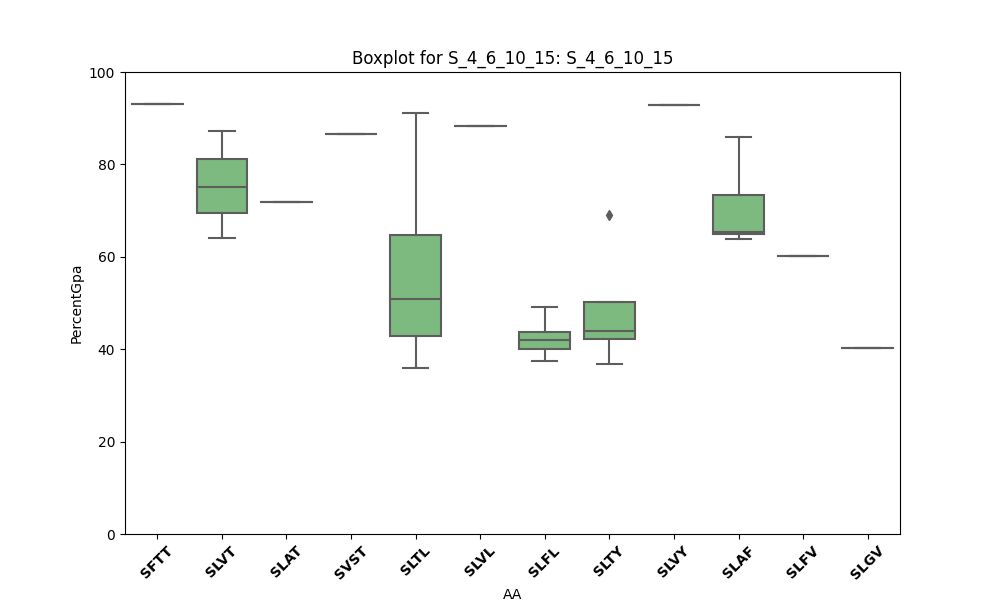 Boxplot for S_4_6_10_15: S_4_6_10_15
100
80
60
40
20
0
PercentGpa
SFTT SLVT SLAT SVST SLTL SLVL SLFL SLTY SLVY SLAF SLFV SLGV
AA